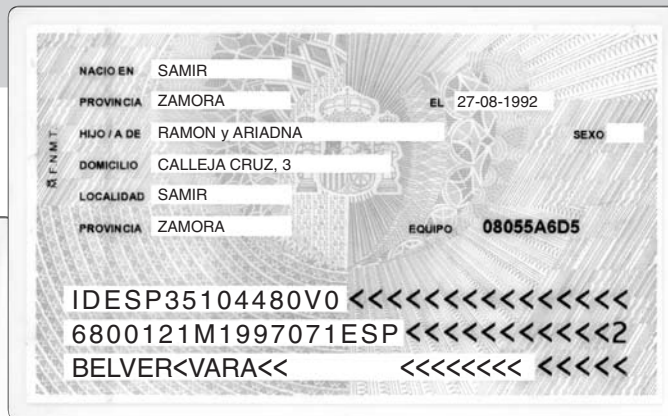 NACIO EN SAMIR
PROVINCIA ZAMORA EL 27-08-1992
HIJO / A DE RAMON y ARIADNA SEXO
DOMICILIO CALLEJA CRUZ, 3
LOCALIDAD SAMIR
PROVINCIA ZAMORA EQUIPO 08055A6D5
F.N.M.T.
IDESP35104480V0<<<<<<<<<<<<<<<
6800121M1997071ESP<<<<<<<<<<<2
BELVER<VARA<< <<<<<<<< <<<<<